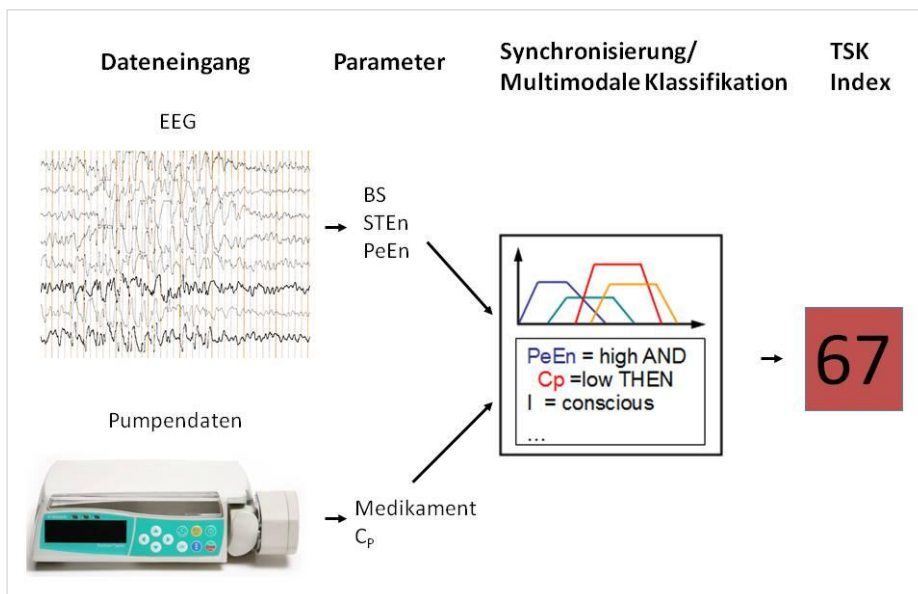 Dateneingang
Parameter
Synchronisierung/
Multimodale Klassifikation
TSK
Index
EEG
BS
STEn
PeEn
PeEn = high AND
Cp =low THEN
I = conscious
...
67
Pumpendaten
Medikament
C_P